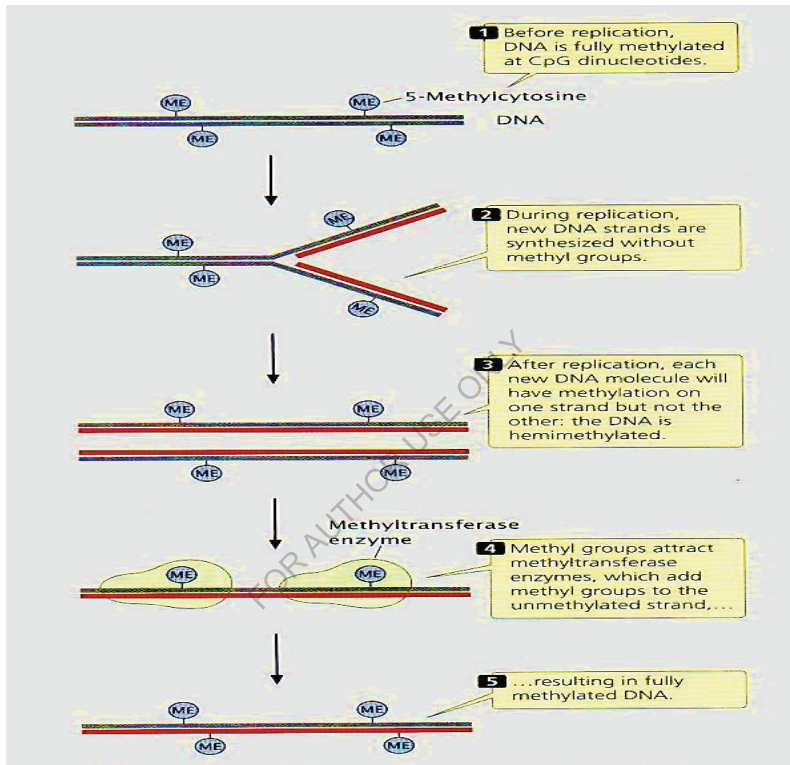 1 Before replication,
DNA is fully methylated
at CpG dinucleotides.
ME
ME
5-Methylcytosine
DNA
ME
ME
2 During replication,
new DNA strands are
synthesized without
methyl groups.
ME
ME
ME
ME
3 After replication, each
new DNA molecule will
have methylation on
one strand but not the
other: the DNA is
hemimethylated.
ME
ME
ME
ME
FOR AUTHOR USE ONLY
Methyltransferase
enzyme
4 Methyl groups attract
methyltransferase
enzymes, which add
methyl groups to the
unmethylated strand,...
ME
ME
5 ...resulting in fully
methylated DNA.
ME
ME
ME
ME